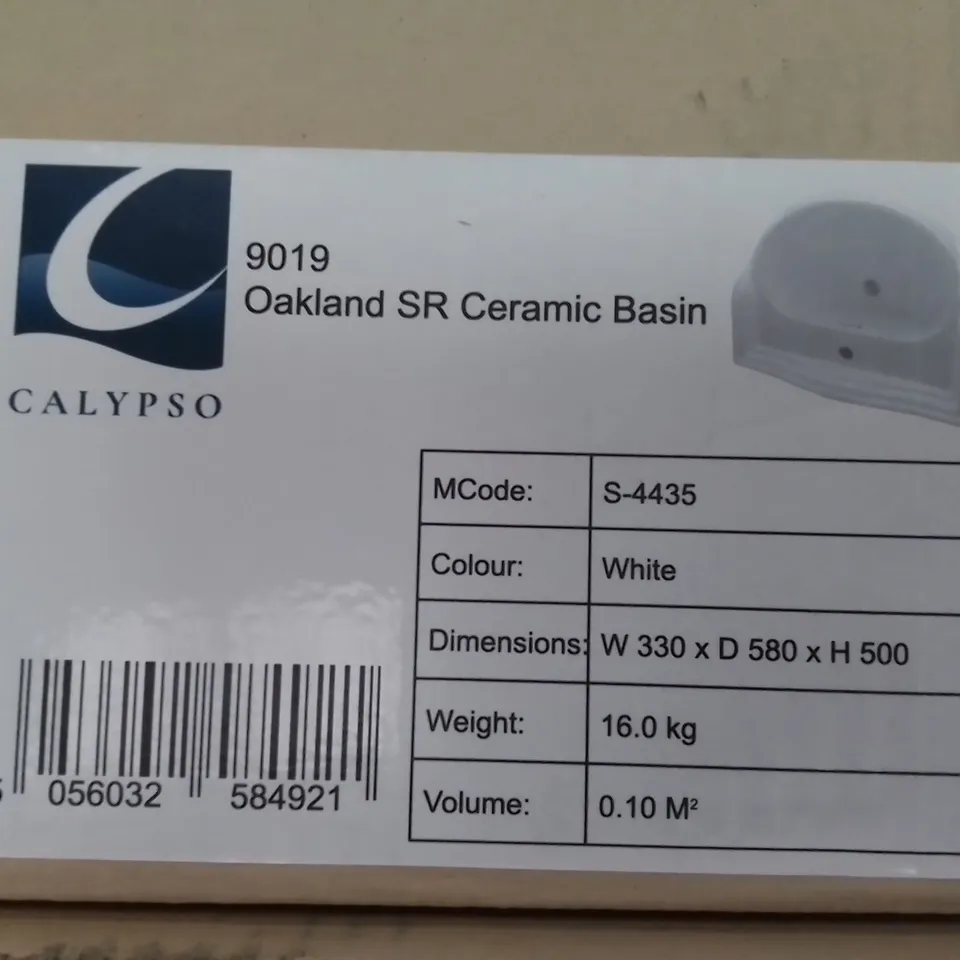 CALYPSO
9019
Oakland SR Ceramic Basin
MCode: S-4435
Colour: White
Dimensions: W 330 x D 580 x H 500
Weight: 16.0 kg
Volume: 0.10 M²
056032 584921